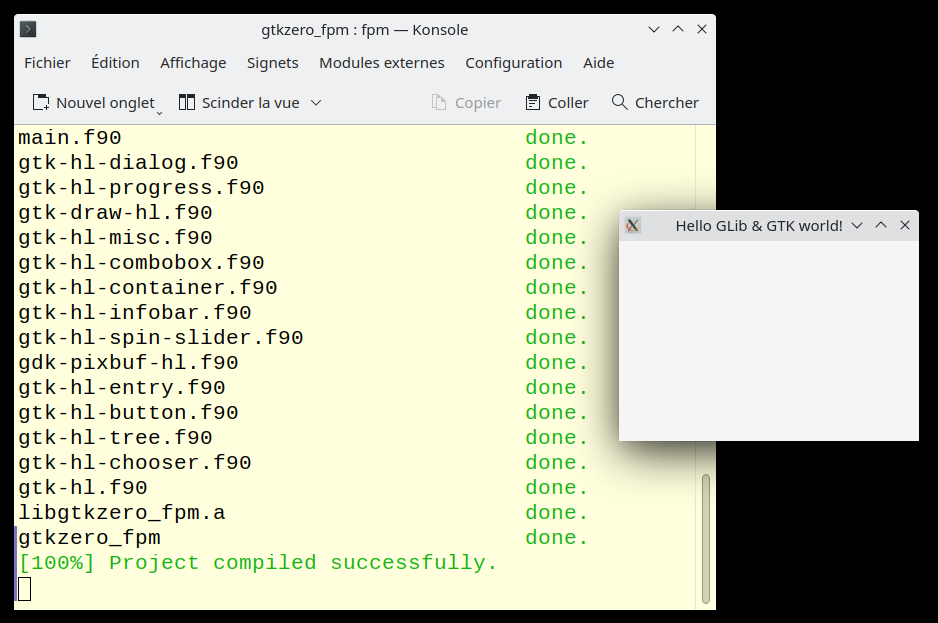 gtkzero_fpm : fpm — Konsole
Fichier Édition Affichage Signets Modules externes Configuration Aide
Nouvel onglet Scinder la vue Copier Coller Chercher
main.f90 done.
gtk-hl-dialog.f90 done.
gtk-hl-progress.f90 done.
gtk-draw-hl.f90 done.
gtk-hl-misc.f90 done.
gtk-hl-combobox.f90 done.
gtk-hl-container.f90 done.
gtk-hl-infobar.f90 done.
gtk-hl-spin-slider.f90 done.
gdk-pixbuf-hl.f90 done.
gtk-hl-entry.f90 done.
gtk-hl-button.f90 done.
gtk-hl-tree.f90 done.
gtk-hl-chooser.f90 done.
gtk-hl.f90 done.
libgtkzero_fpm.a done.
gtkzero_fpm done.
[100%] Project compiled successfully.
Hello GLib & GTK world!